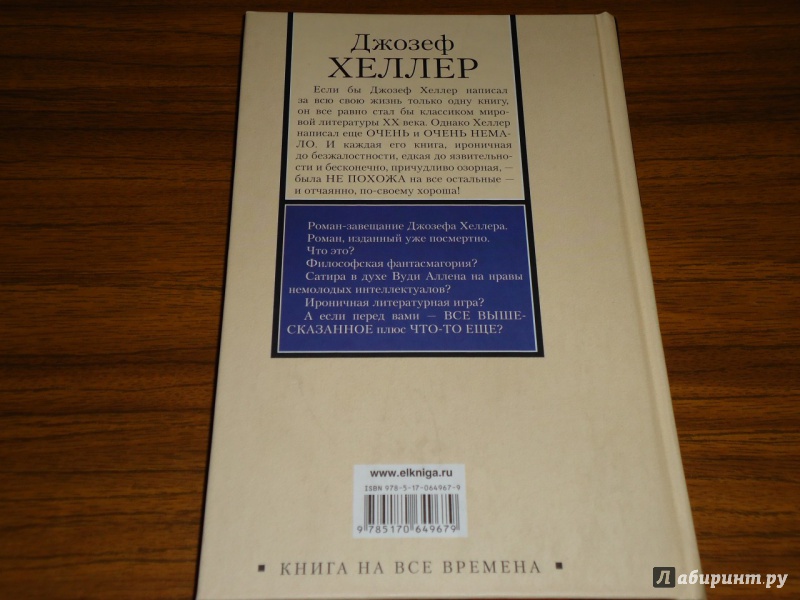 Джозеф
ХЕЛЛЕР
Если бы Джозеф Хеллер написал
за всю свою жизнь только одну книгу,
он все равно стал бы классиком миро-
вой литературы XX века. Однако Хеллер
написал еще ОЧЕНЬ и ОЧЕНЬ НЕМА-
ЛО. И каждая его книга, ироничная
до безжалостности, едкая до язвительно-
сти и бесконечно, причудливо озорная, —
была НЕ ПОХОЖА на все остальные —
и отчаянно, по-своему хороша!
Роман-завещание Джозефа Хеллера.
Роман, изданный уже посмертно.
Что это?
Философская фантасмагория?
Сатира в духе Вуди Аллена на нравы
немолодых интеллектуалов?
Ироничная литературная игра?
А если перед вами — ВСЕ ВЫШЕ-
СКАЗАННОЕ плюс ЧТО-ТО ЕЩЕ?
www.elkniga.ru
ISBN 978-5-17-064967-9
9 785170 649679
▪ КНИГА НА ВСЕ ВРЕМЕНА ▪
Лабиринт.ру